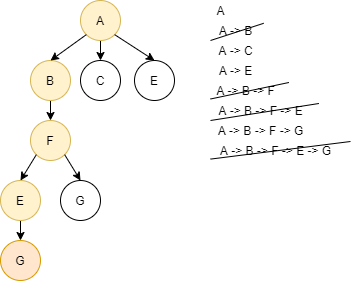 A
B
C
E
F
E
G
G
A
A -> B
A -> C
A -> E
A -> B -> F
A -> B -> F -> E
A -> B -> F -> G
A -> B -> F -> E -> G